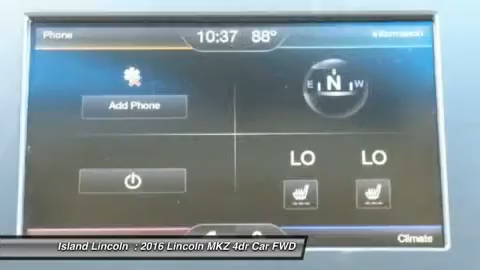 Phone 10:37 88° Information
Add Phone
E N W
LO LO
Climate
Island Lincoln : 2016 Lincoln MKZ 4dr Car FWD